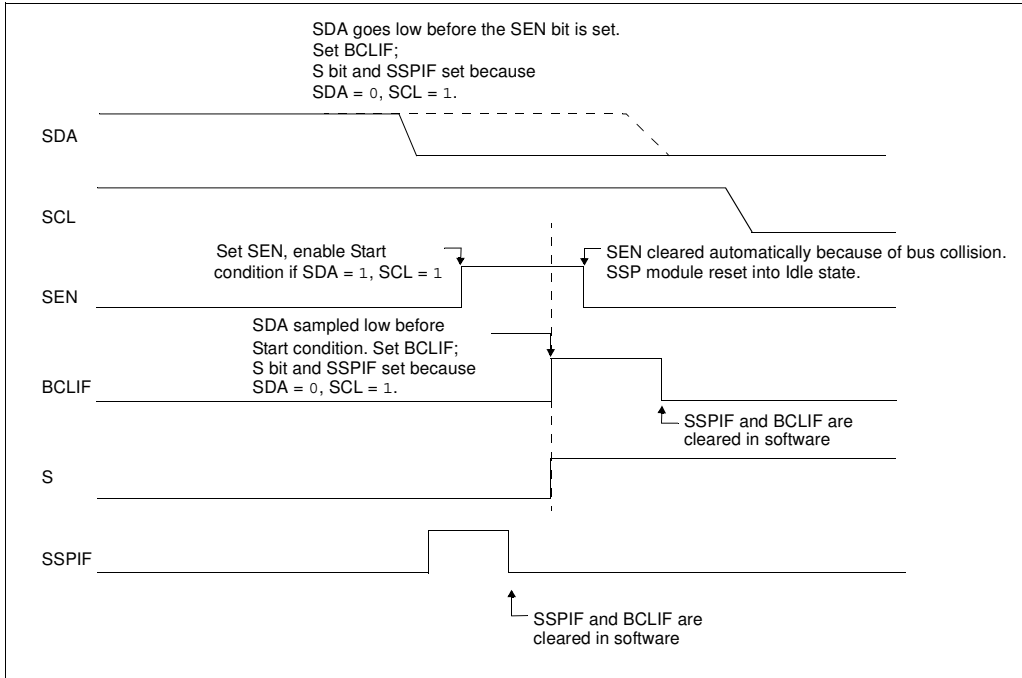 SDA goes low before the SEN bit is set.
Set BCLIF;
S bit and SSPIF set because
SDA = 0, SCL = 1.
SDA
SCL
Set SEN, enable Start
condition if SDA = 1, SCL = 1
SEN cleared automatically because of bus collision.
SSP module reset into Idle state.
SEN
SDA sampled low before
Start condition. Set BCLIF;
S bit and SSPIF set because
SDA = 0, SCL = 1.
BCLIF
SSPIF and BCLIF are
cleared in software
S
SSPIF
SSPIF and BCLIF are
cleared in software